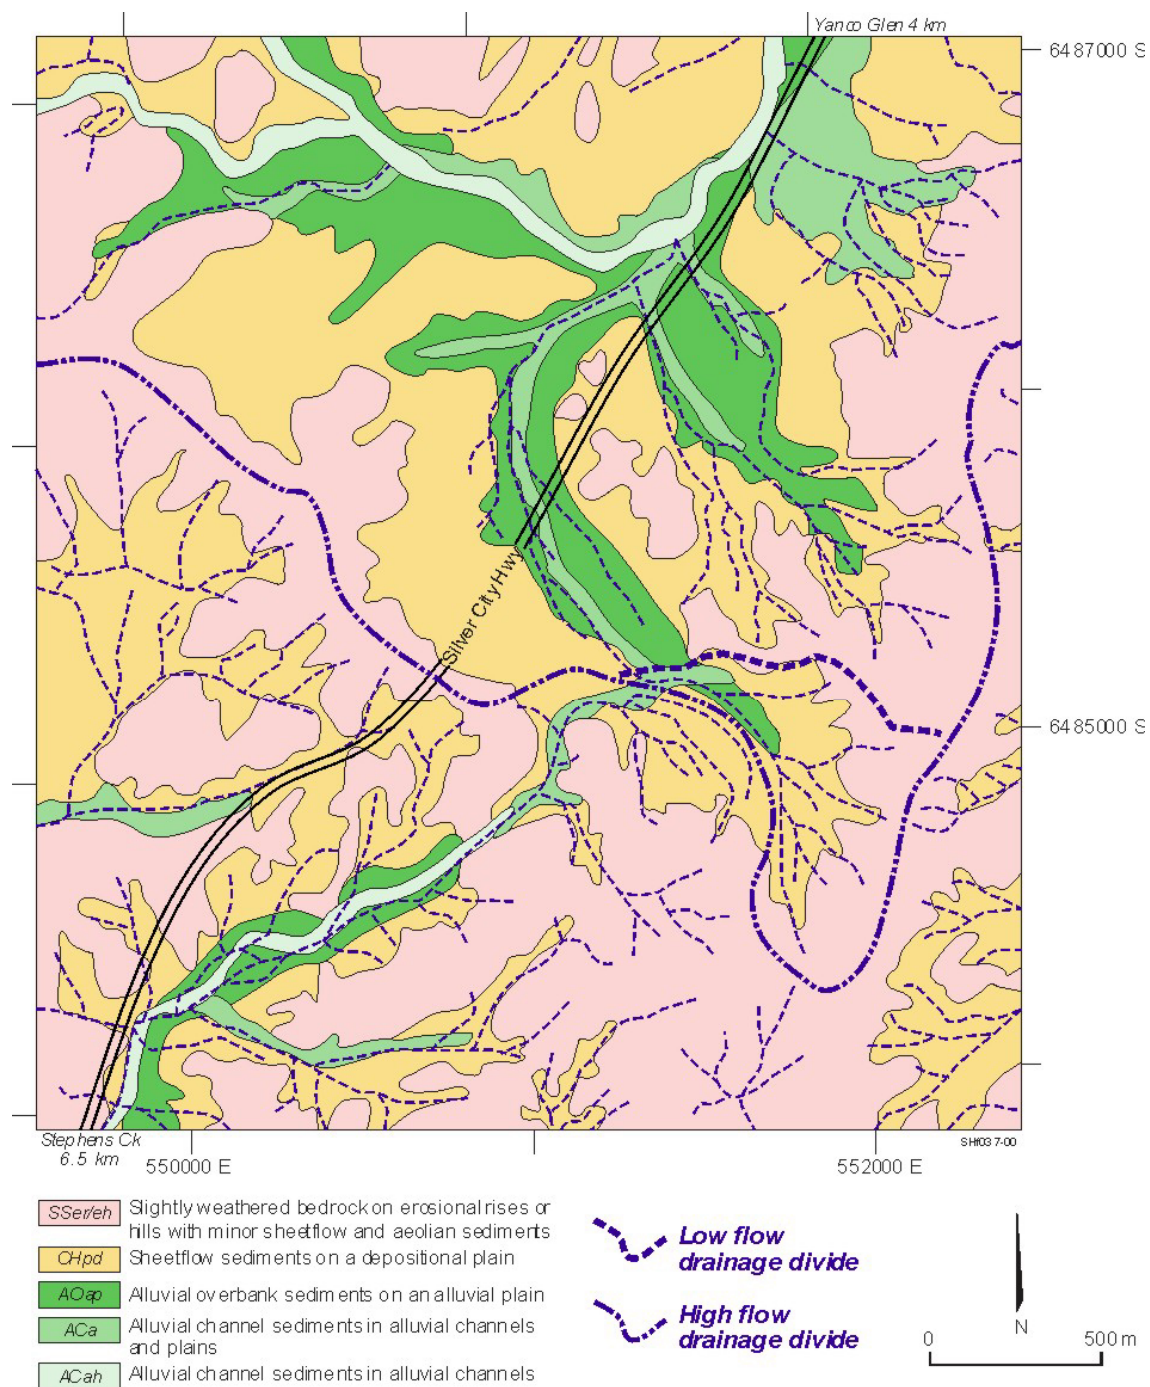 Yanco Glen 4 km
6487000 S
Silver City Hwy
6485000 S
Stephens Ck
6.5 km
SHf03 7-00
550000 E
552000 E
SSer/eh Slightly weathered bedrock on erosional rises or
hills with minor sheetflow and aeolian sediments
CHpd Sheetflow sediments on a depositional plain
AOap Alluvial overbank sediments on an alluvial plain
ACa Alluvial channel sediments in alluvial channels
and plains
ACah Alluvial channel sediments in alluvial channels
Low flow
drainage divide
High flow
drainage divide
N
0 500 m